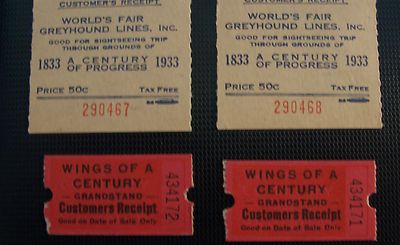 CUSTOMER'S RECEIPT
WORLD'S FAIR
GREYHOUND LINES, INC.
GOOD FOR SIGHTSEEING TRIP
THROUGH GROUNDS OF
1833 A CENTURY OF PROGRESS 1933
PRICE 50c TAX FREE
290467
CUSTOMER'S RECEIPT
WORLD'S FAIR
GREYHOUND LINES, INC.
GOOD FOR SIGHTSEEING TRIP
THROUGH GROUNDS OF
1833 A CENTURY OF PROGRESS 1933
PRICE 50c TAX FREE
290468
WINGS OF A
CENTURY
GRANDSTAND
Customers Receipt
Good on Date of Sale Only
434172
WINGS OF A
CENTURY
GRANDSTAND
Customers Receipt
Good on Date of Sale Only
434171